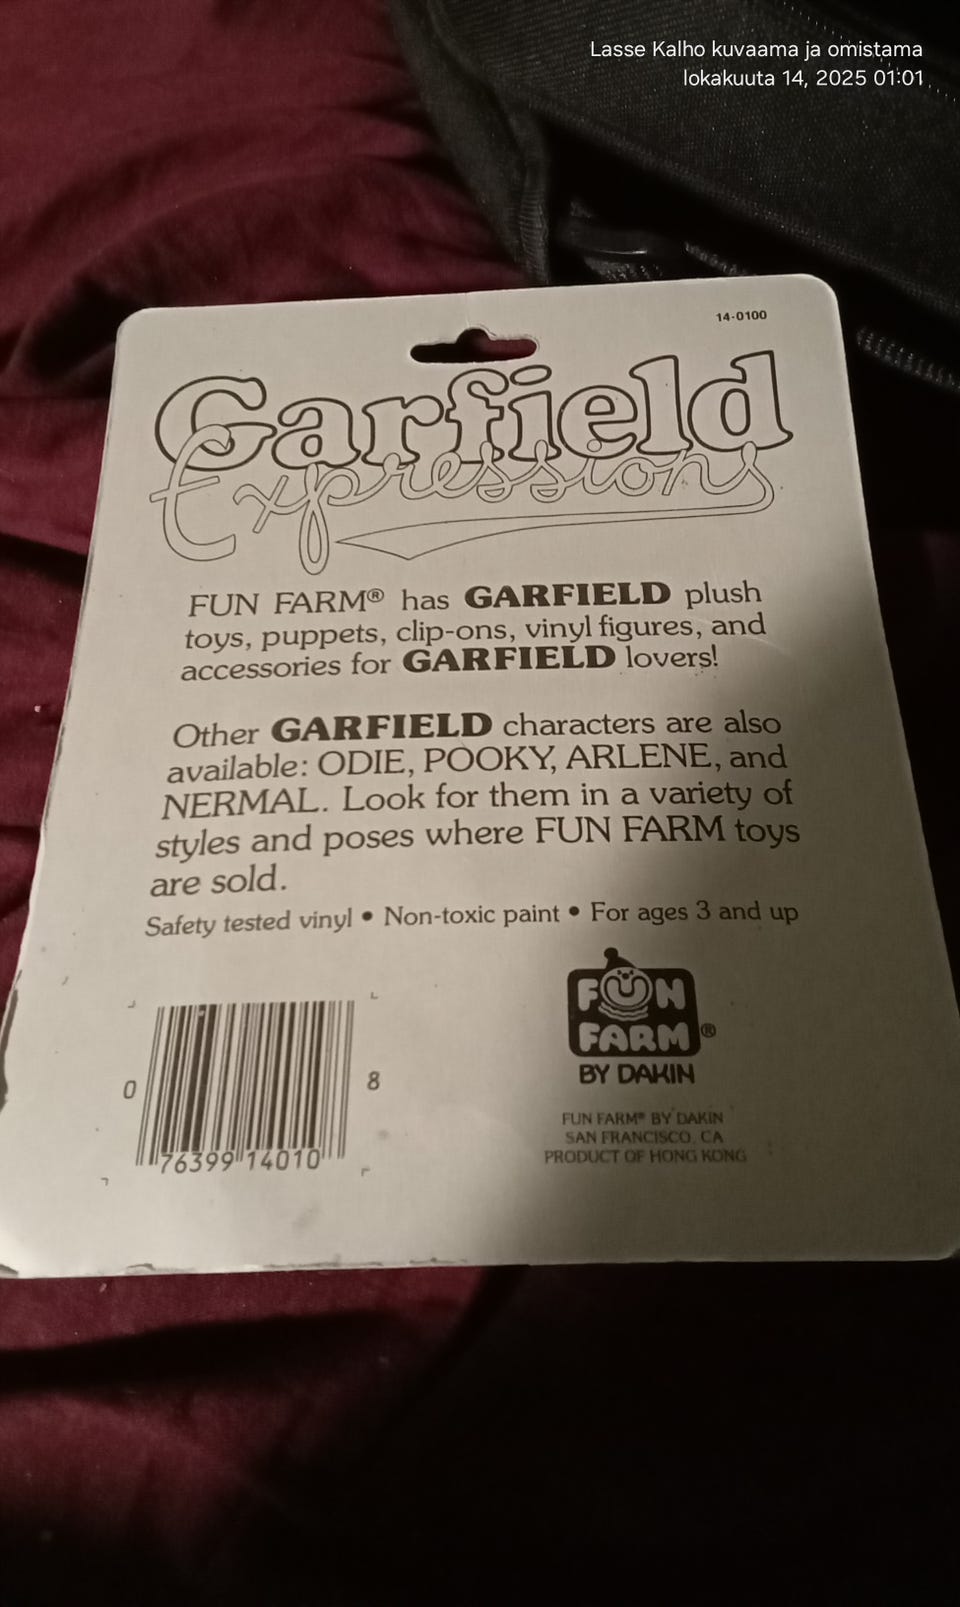 Lasse Kalho kuvaama ja omistama
lokakuuta 14, 2025 01:01
14-0100
Garfield
Expressions
FUN FARM® has GARFIELD plush
toys, puppets, clip-ons, vinyl figures, and
accessories for GARFIELD lovers!
Other GARFIELD characters are also
available: ODIE, POOKY, ARLENE, and
NERMAL. Look for them in a variety of
styles and poses where FUN FARM toys
are sold.
Safety tested vinyl • Non-toxic paint • For ages 3 and up
FUN
FARM®
BY DAKIN
0 76399 14010 8
FUN FARM® BY DAKIN
SAN FRANCISCO, CA
PRODUCT OF HONG KONG